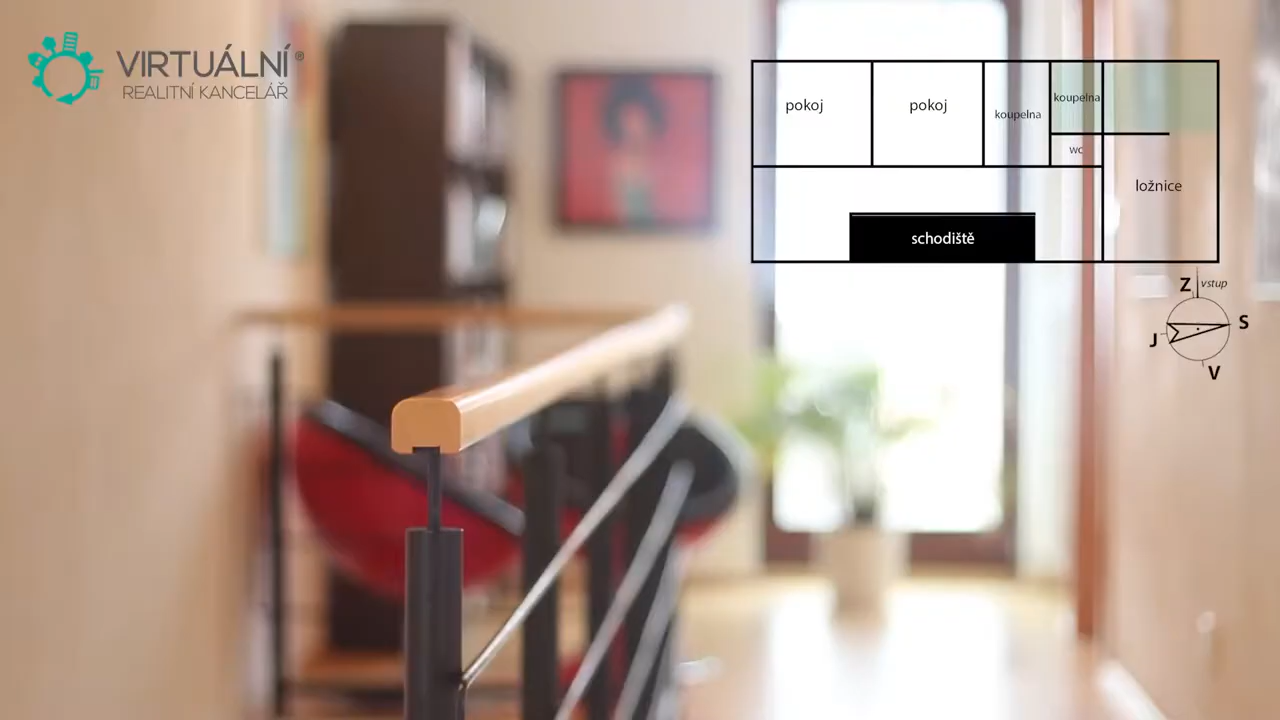 VIRTUÁLNÍ®
REALITNÍ KANCELÁŘ
pokoj
pokoj
koupelna
koupelna
wc
ložnice
schodiště
Z
vstup
S
J
V